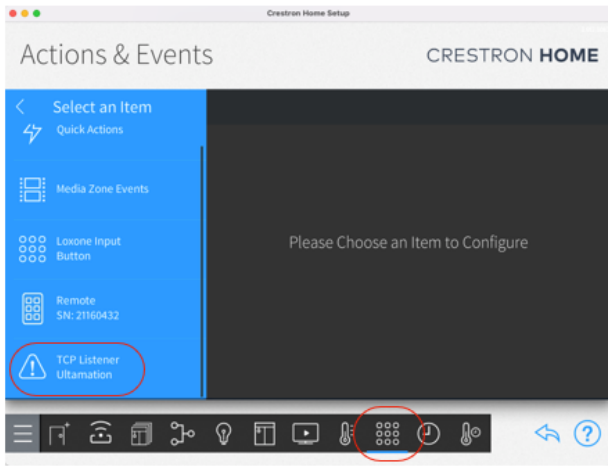 Crestron Home Setup
Actions & Events
CRESTRON HOME
Select an Item
Quick Actions
Media Zone Events
Loxone Input
Button
Remote
SN: 21160432
TCP Listener
Ultamation
Please Choose an Item to Configure
?